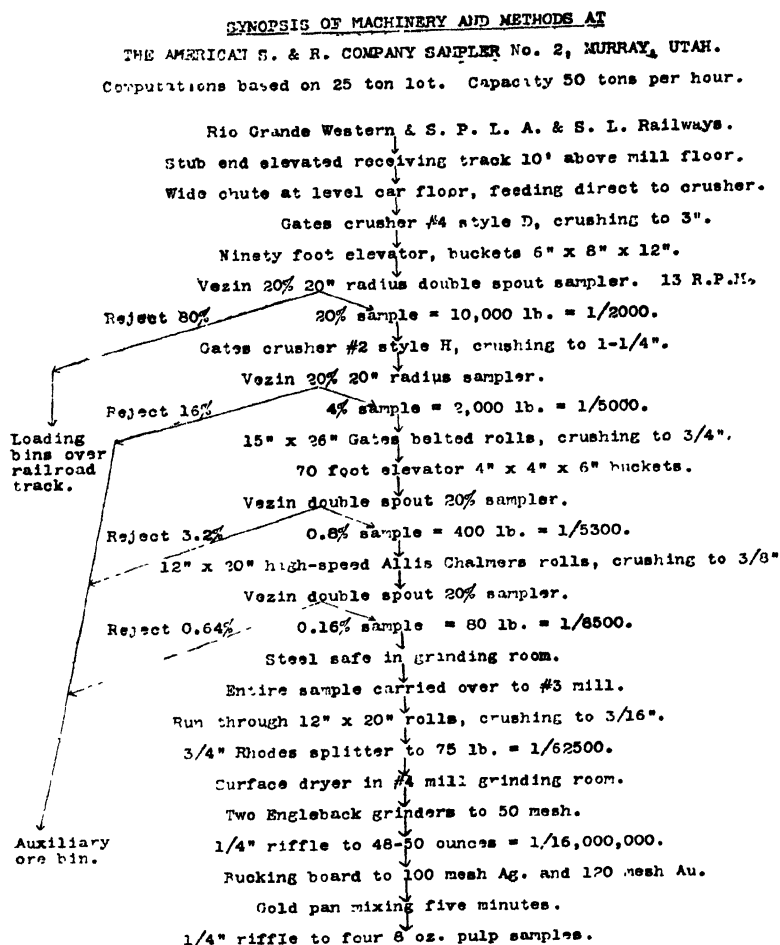 SYNOPSIS OF MACHINERY AND METHODS AT
THE AMERICAN S. & R. COMPANY SAMPLER No. 2, MURRAY, UTAH.
Computations based on 25 ton lot. Capacity 50 tons per hour.
Rio Grande Western & S. P. L. A. & S. L. Railways.
Stub end elevated receiving track 10' above mill floor.
Wide chute at level car floor, feeding direct to crusher.
Gates crusher #4 style D, crushing to 3".
Ninety foot elevator, buckets 6" x 8" x 12".
Vezin 20% 20" radius double spout sampler. 13 R.P.M.
Reject 80% 20% sample = 10,000 lb. = 1/2000.
Gates crusher #2 style H, crushing to 1-1/4".
Vezin 20% 20" radius sampler.
Reject 16% 4% sample = 2,000 lb. = 1/5000.
Loading
bins over
railroad
track.
15" x 26" Gates belted rolls, crushing to 3/4".
70 foot elevator 4" x 4" x 6" buckets.
Vezin double spout 20% sampler.
Reject 3.2% 0.8% sample = 400 lb. = 1/5300.
12" x 20" high-speed Allis Chalmers rolls, crushing to 3/8"
Vezin double spout 20% sampler.
Reject 0.64% 0.16% sample = 80 lb. = 1/8500.
Steel safe in grinding room.
Entire sample carried over to #3 mill.
Run through 12" x 20" rolls, crushing to 3/16".
3/4" Rhodes splitter to 75 lb. = 1/62500.
Surface dryer in #4 mill grinding room.
Two Engleback grinders to 50 mesh.
Auxiliary
ore bin.
1/4" riffle to 48-50 ounces = 1/16,000,000.
Bucking board to 100 mesh Ag. and 120 mesh Au.
Gold pan mixing five minutes.
1/4" riffle to four 8 oz. pulp samples.